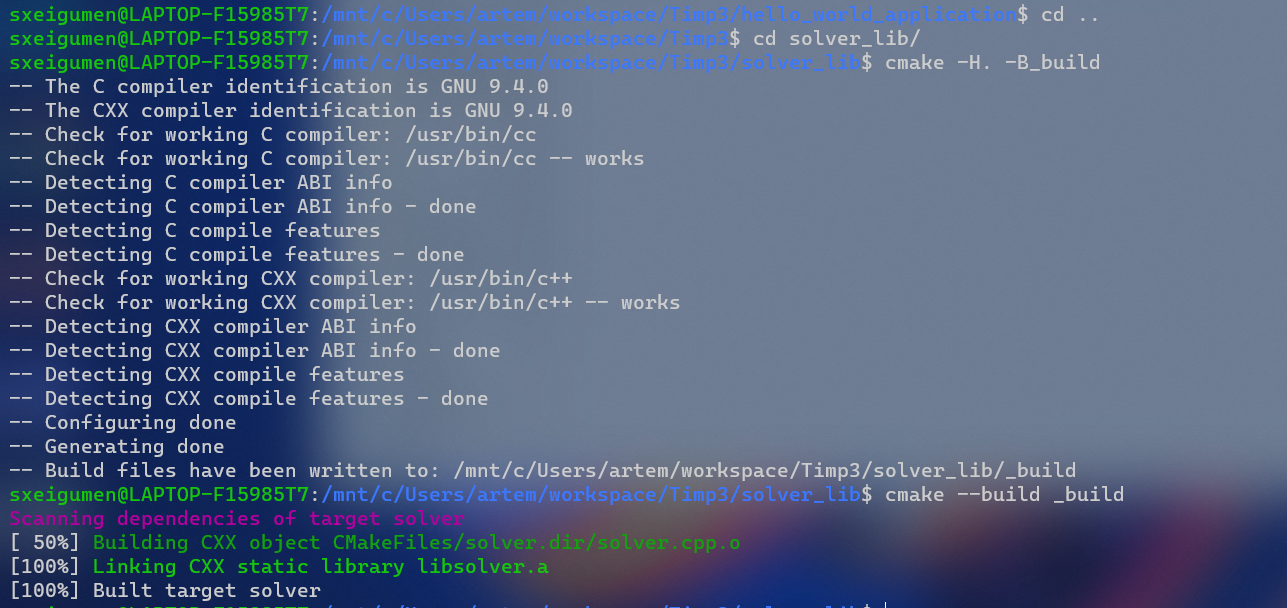 sxeigumen@LAPTOP-F15985T7:/mnt/c/Users/artem/workspace/Timp3/hello_world_application$ cd ..
sxeigumen@LAPTOP-F15985T7:/mnt/c/Users/artem/workspace/Timp3$ cd solver_lib/
sxeigumen@LAPTOP-F15985T7:/mnt/c/Users/artem/workspace/Timp3/solver_lib$ cmake -H. -B_build
-- The C compiler identification is GNU 9.4.0
-- The CXX compiler identification is GNU 9.4.0
-- Check for working C compiler: /usr/bin/cc
-- Check for working C compiler: /usr/bin/cc -- works
-- Detecting C compiler ABI info
-- Detecting C compiler ABI info - done
-- Detecting C compile features
-- Detecting C compile features - done
-- Check for working CXX compiler: /usr/bin/c++
-- Check for working CXX compiler: /usr/bin/c++ -- works
-- Detecting CXX compiler ABI info
-- Detecting CXX compiler ABI info - done
-- Detecting CXX compile features
-- Detecting CXX compile features - done
-- Configuring done
-- Generating done
-- Build files have been written to: /mnt/c/Users/artem/workspace/Timp3/solver_lib/_build
sxeigumen@LAPTOP-F15985T7:/mnt/c/Users/artem/workspace/Timp3/solver_lib$ cmake --build _build
Scanning dependencies of target solver
[ 50%] Building CXX object CMakeFiles/solver.dir/solver.cpp.o
[100%] Linking CXX static library libsolver.a
[100%] Built target solver